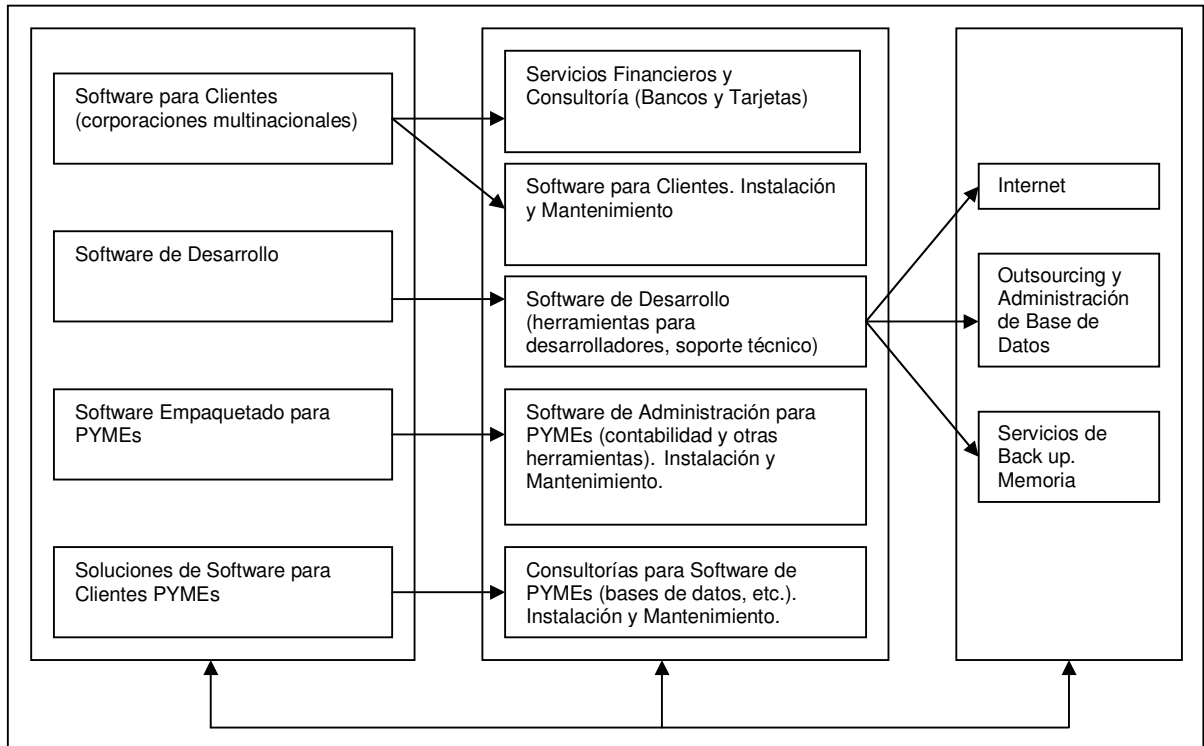 Software para Clientes
(corporaciones multinacionales)
Software de Desarrollo
Software Empaquetado para
PYMEs
Soluciones de Software para
Clientes PYMEs
Servicios Financieros y
Consultoría (Bancos y Tarjetas)
Software para Clientes. Instalación
y Mantenimiento
Software de Desarrollo
(herramientas para
desarrolladores, soporte técnico)
Software de Administración para
PYMEs (contabilidad y otras
herramientas). Instalación y
Mantenimiento.
Consultorías para Software de
PYMEs (bases de datos, etc.).
Instalación y Mantenimiento.
Internet
Outsourcing y
Administración
de Base de
Datos
Servicios de
Back up.
Memoria